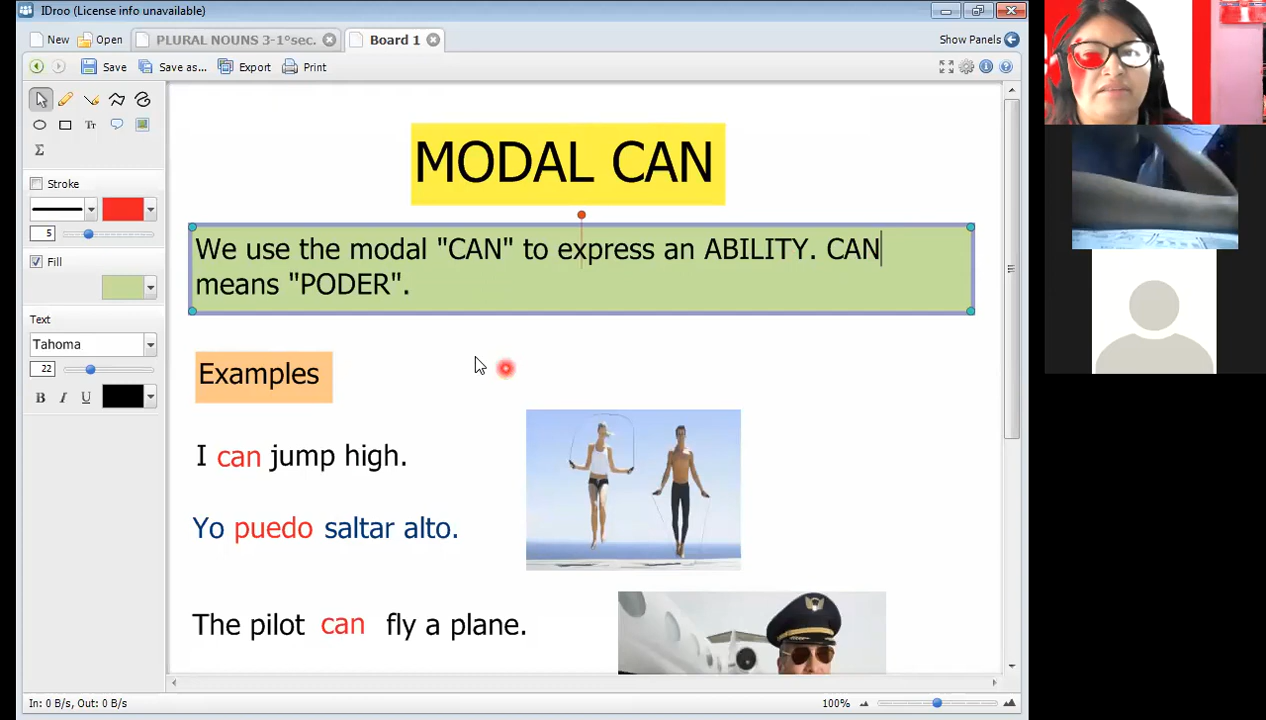 IDroo (License info unavailable)
New Open PLURAL NOUNS 3-1°sec. Board 1 Show Panels
Save Save as... Export Print
Tт
Σ
Stroke
5
Fill
Text
Tahoma
22
B I U
MODAL CAN
We use the modal "CAN" to express an ABILITY. CAN
means "PODER".
Examples
I can jump high.
Yo puedo saltar alto.
The pilot can fly a plane.
In: 0 B/s, Out: 0 B/s 100%